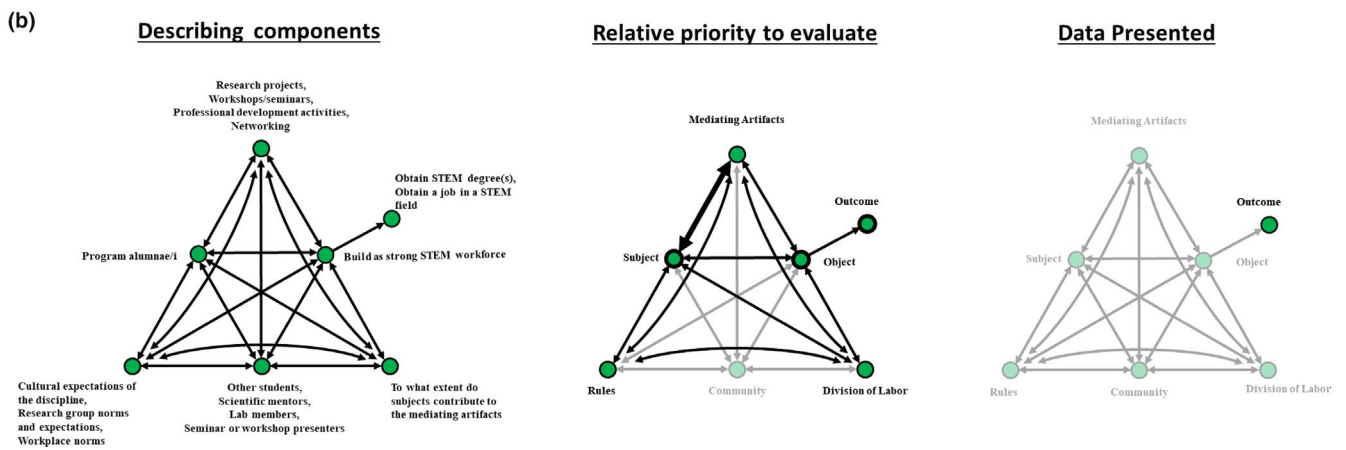 (b)
Describing components
Research projects,
Workshops/seminars,
Professional development activities,
Networking
Obtain STEM degree(s),
Obtain a job in a STEM
field
Program alumnae/i
Build as strong STEM workforce
Cultural expectations of
the discipline,
Research group norms
and expectations,
Workplace norms
Other students,
Scientific mentors,
Lab members,
Seminar or workshop presenters
To what extent do
subjects contribute to
the mediating artifacts
Relative priority to evaluate
Mediating Artifacts
Outcome
Subject
Object
Rules
Community
Division of Labor
Data Presented
Mediating Artifacts
Outcome
Subject
Object
Rules
Community
Division of Labor